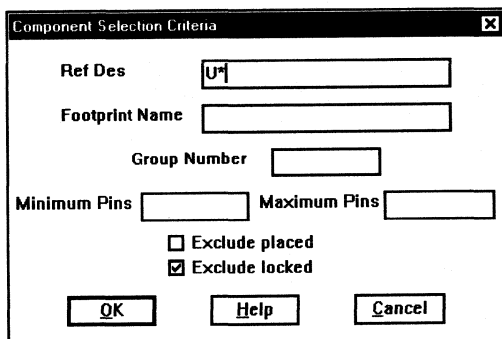 Component Selection Criteria
Ref Des U*
Footprint Name
Group Number
Minimum Pins Maximum Pins
Exclude placed
Exclude locked
OK Help Cancel